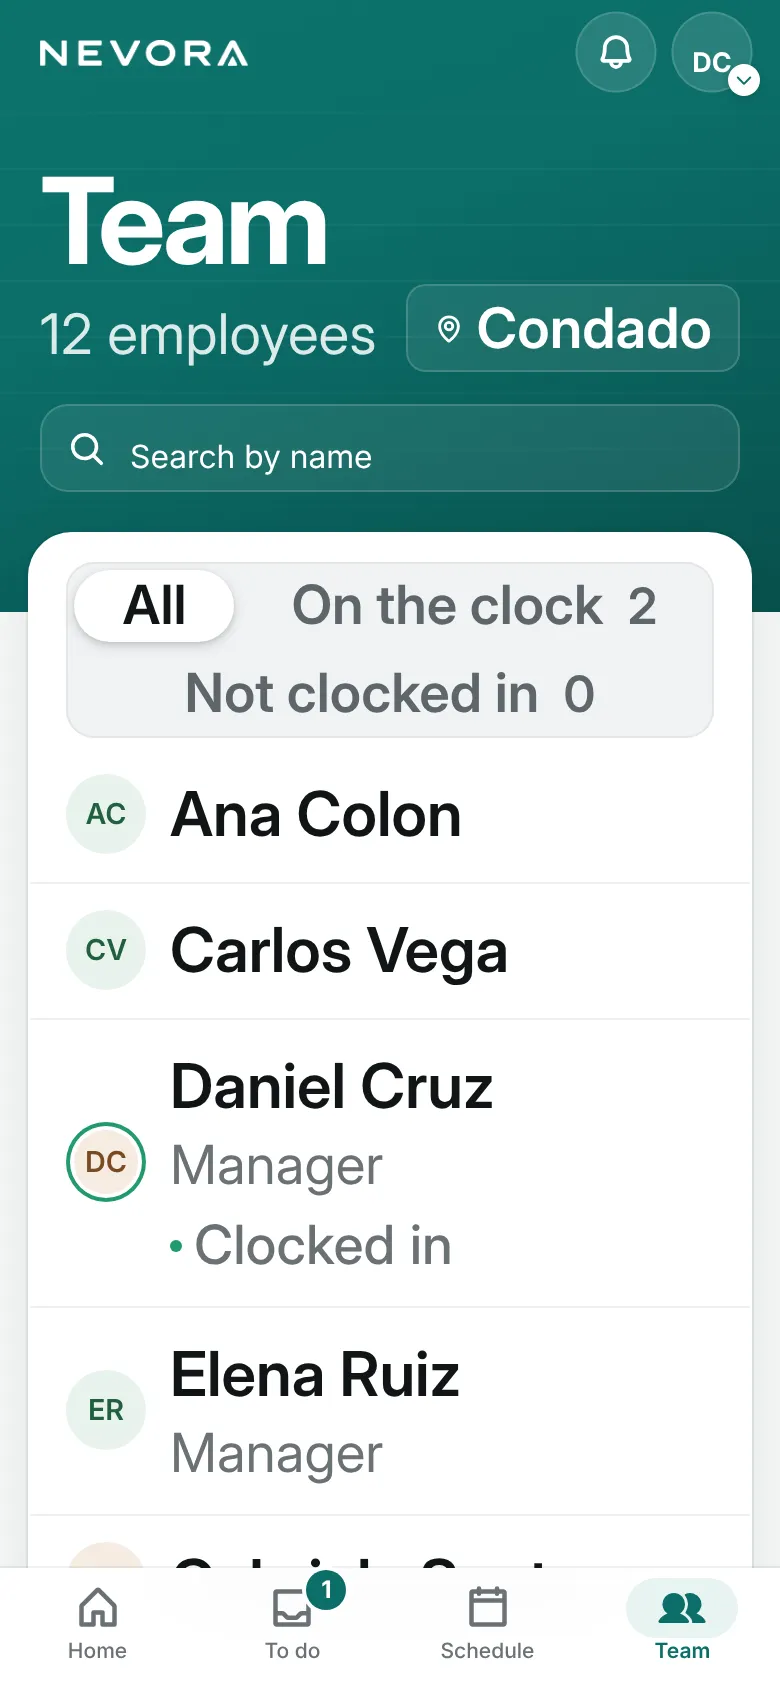 NEVORA
DC
Team
12 employees
Condado
Search by name
All
On the clock 2
Not clocked in 0
AC
Ana Colon
CV
Carlos Vega
Daniel Cruz
DC
Manager
Clocked in
Elena Ruiz
ER
Manager
1
Home
To do
Schedule
Team